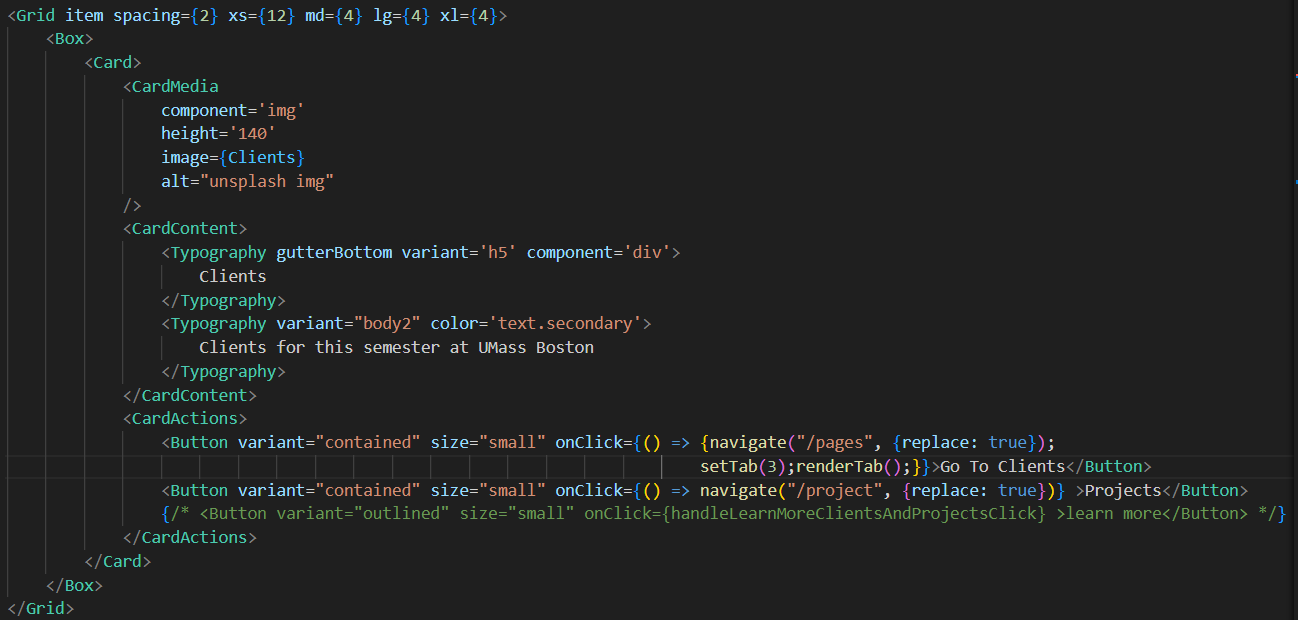 <Grid item spacing={2} xs={12} md={4} lg={4} xl={4}>
<Box>
<Card>
<CardMedia
component='img'
height='140'
image={Clients}
alt="unsplash img"
/>
<CardContent>
<Typography gutterBottom variant='h5' component='div'>
Clients
</Typography>
<Typography variant="body2" color='text.secondary'>
Clients for this semester at UMass Boston
</Typography>
</CardContent>
<CardActions>
<Button variant="contained" size="small" onClick={() => {navigate("/pages", {replace: true});
setTab(3);renderTab();}}>Go To Clients</Button>
<Button variant="contained" size="small" onClick={() => navigate("/project", {replace: true})} >Projects</Button>
{/* <Button variant="outlined" size="small" onClick={handleLearnMoreClientsAndProjectsClick} >learn more</Button> */}
</CardActions>
</Card>
</Box>
</Grid>